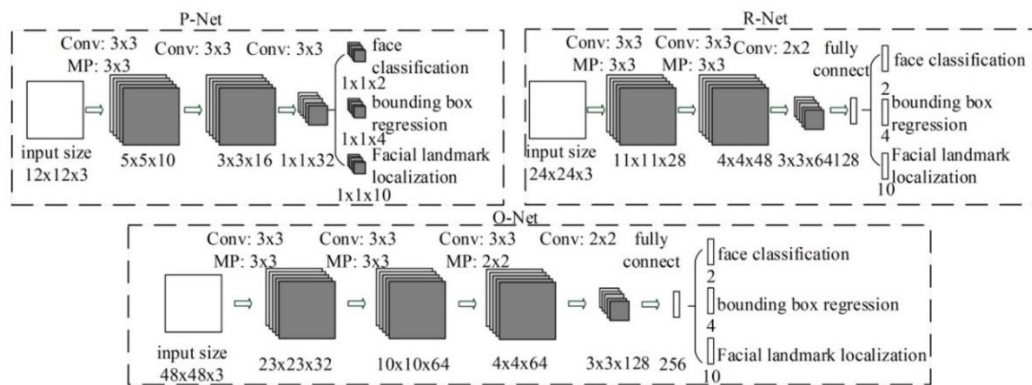 P-Net
Conv: 3x3 Conv: 3x3 Conv: 3x3
MP: 3x3
face
classification
1x1x2
bounding box
regression
1x1x4
Facial landmark
localization
1x1x10
input size
12x12x3
5x5x10
3x3x16
1x1x32
R-Net
Conv: 3x3 Conv: 3x3 Conv: 2x2 fully
MP: 3x3 MP: 3x3 connect
face classification
2
bounding box
4 regression
Facial landmark
10 localization
input size
24x24x3
11x11x28
4x4x48
3x3x64
128
O-Net
Conv: 3x3 Conv: 3x3 Conv: 3x3 Conv: 2x2 fully
MP: 3x3 MP: 3x3 MP: 2x2 connect
face classification
2
bounding box regression
4
Facial landmark localization
10
input size
48x48x3
23x23x32
10x10x64
4x4x64
3x3x128
256